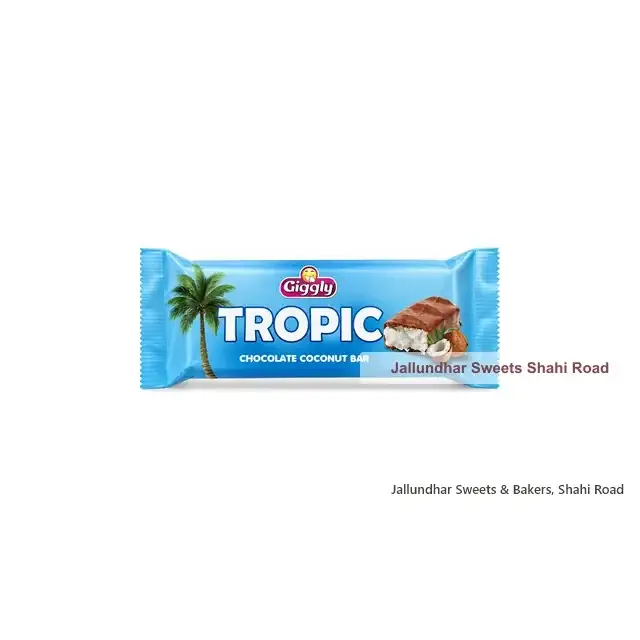 Giggly
TROPIC
CHOCOLATE COCONUT BAR
Jallundhar Sweets Shahi Road
Jallundhar Sweets & Bakers, Shahi Road